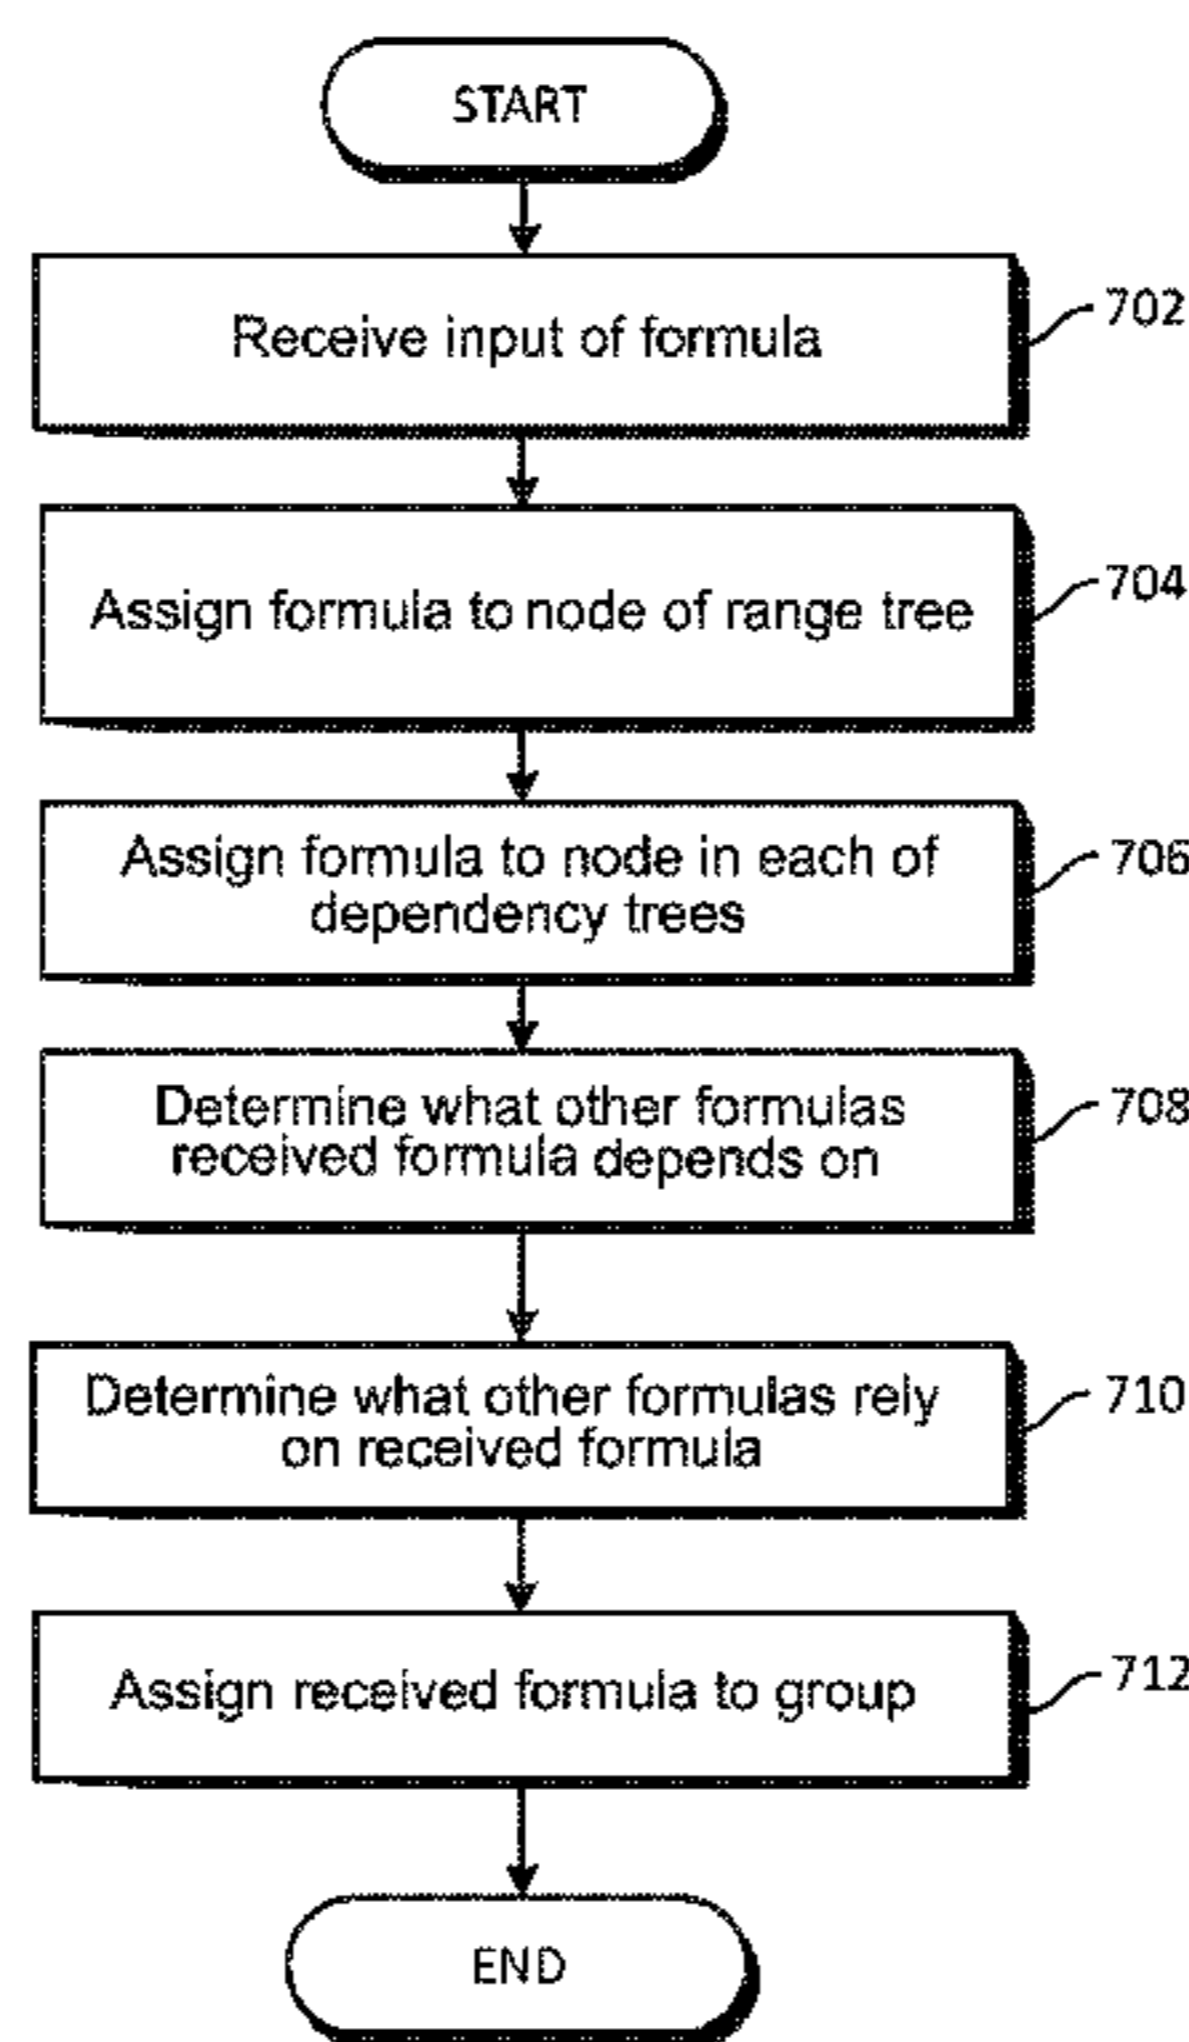 START
Receive input of formula
702
Assign formula to node of range tree
704
Assign formula to node in each of
dependency trees
706
Determine what other formulas
received formula depends on
708
Determine what other formulas rely
on received formula
710
Assign received formula to group
712
END